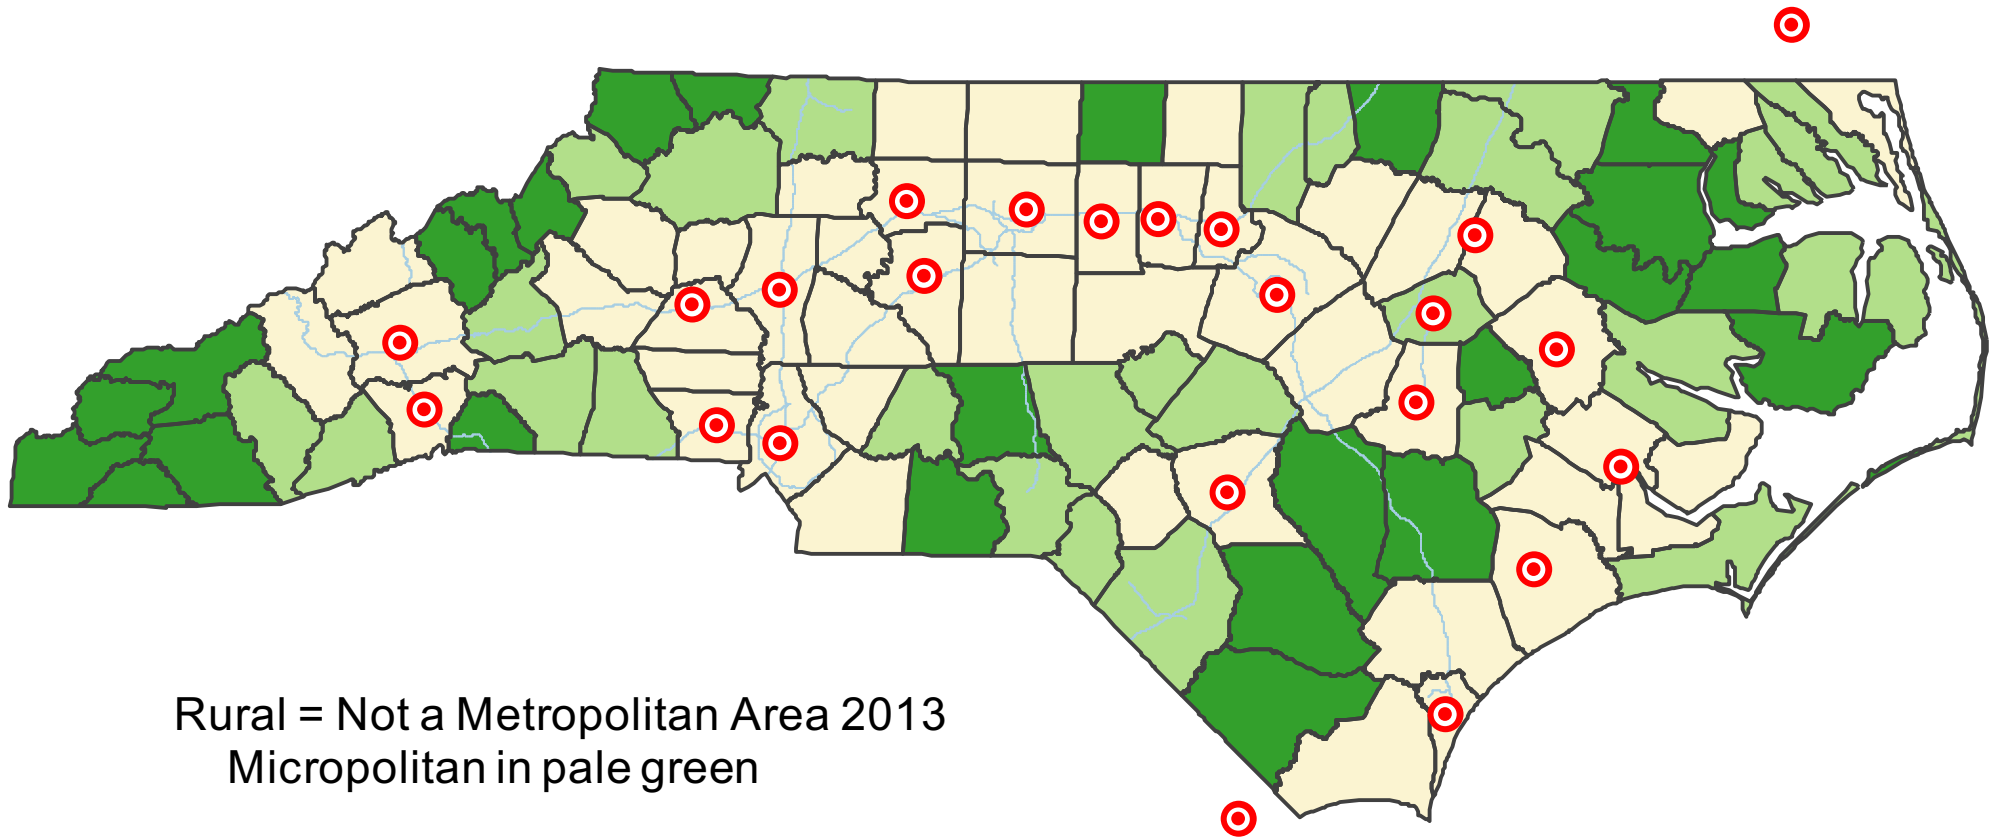 Rural = Not a Metropolitan Area 2013
Micropolitan in pale green